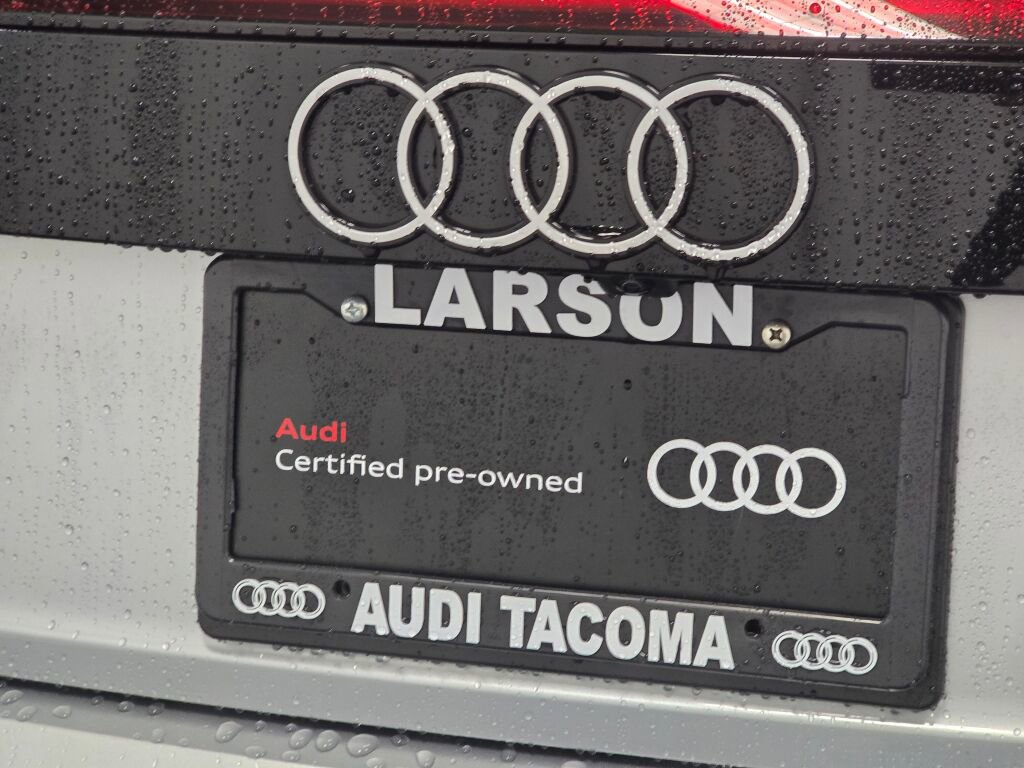 LARSON
Audi
Certified pre-owned
AUDI TACOMA